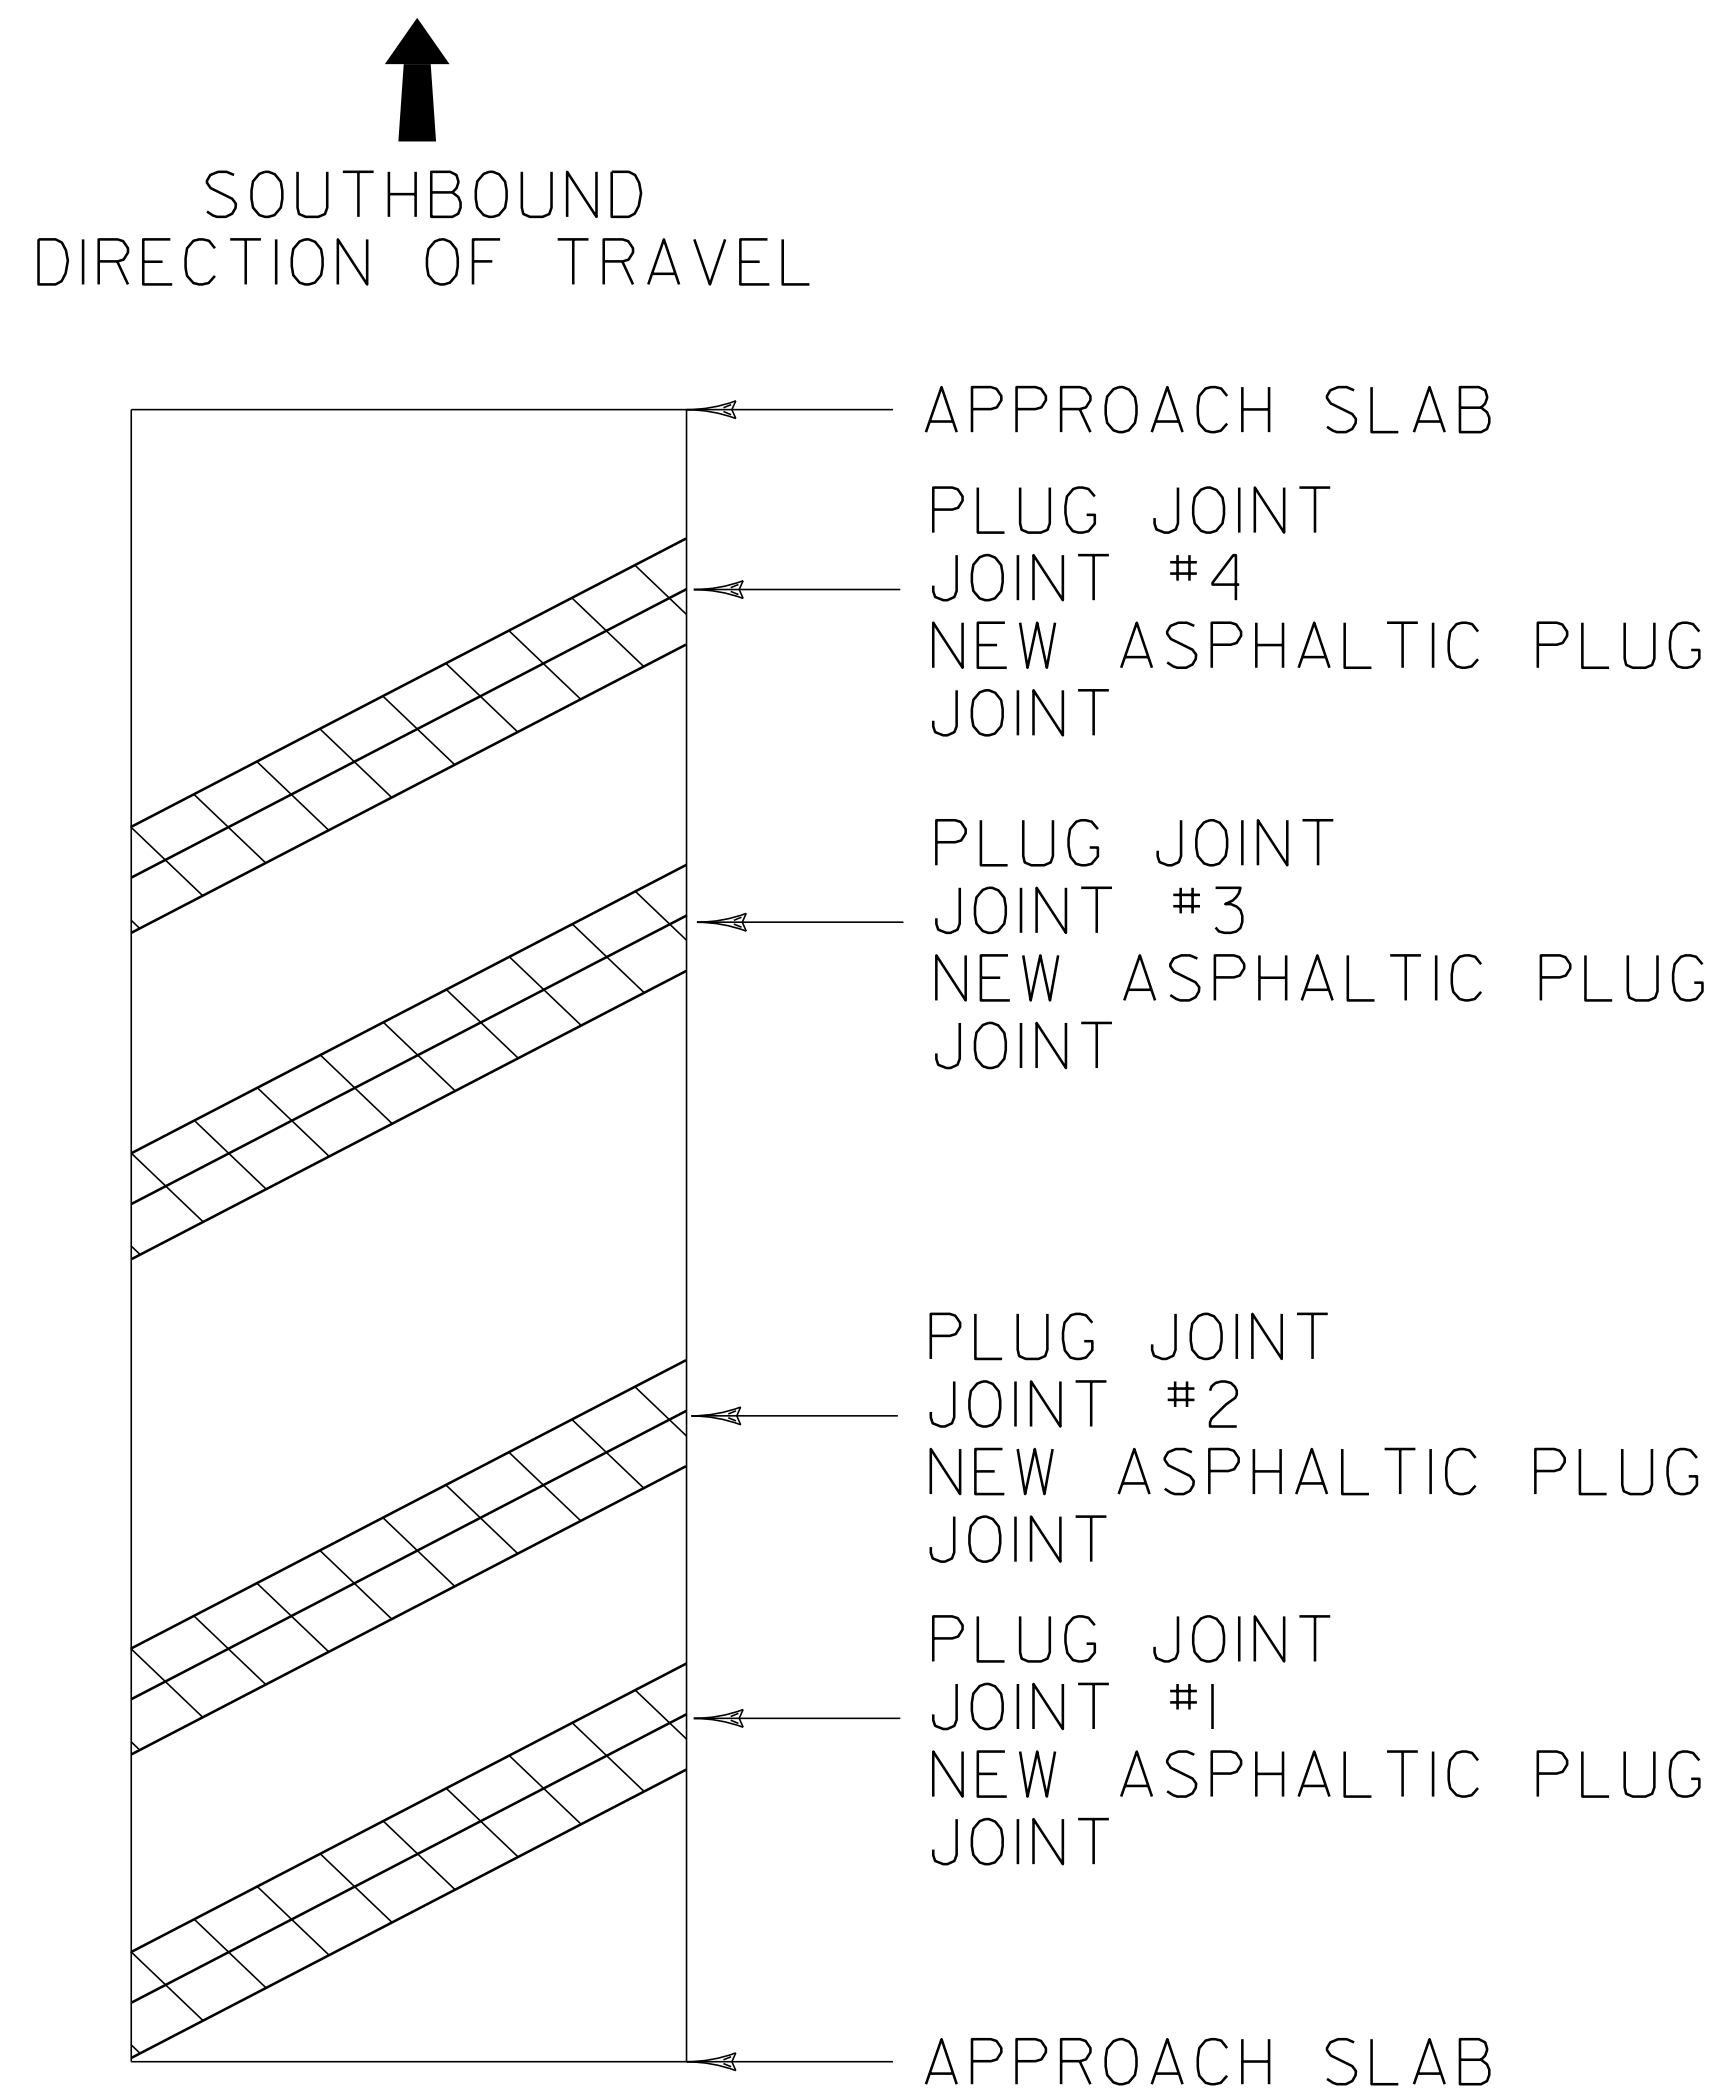 SOUTHBOUND
DIRECTION OF TRAVEL
APPROACH SLAB
PLUG JOINT
JOINT #4
NEW ASPHALTIC PLUG
JOINT
PLUG JOINT
JOINT #3
NEW ASPHALTIC PLUG
JOINT
PLUG JOINT
JOINT #2
NEW ASPHALTIC PLUG
JOINT
PLUG JOINT
JOINT #1
NEW ASPHALTIC PLUG
JOINT
APPROACH SLAB